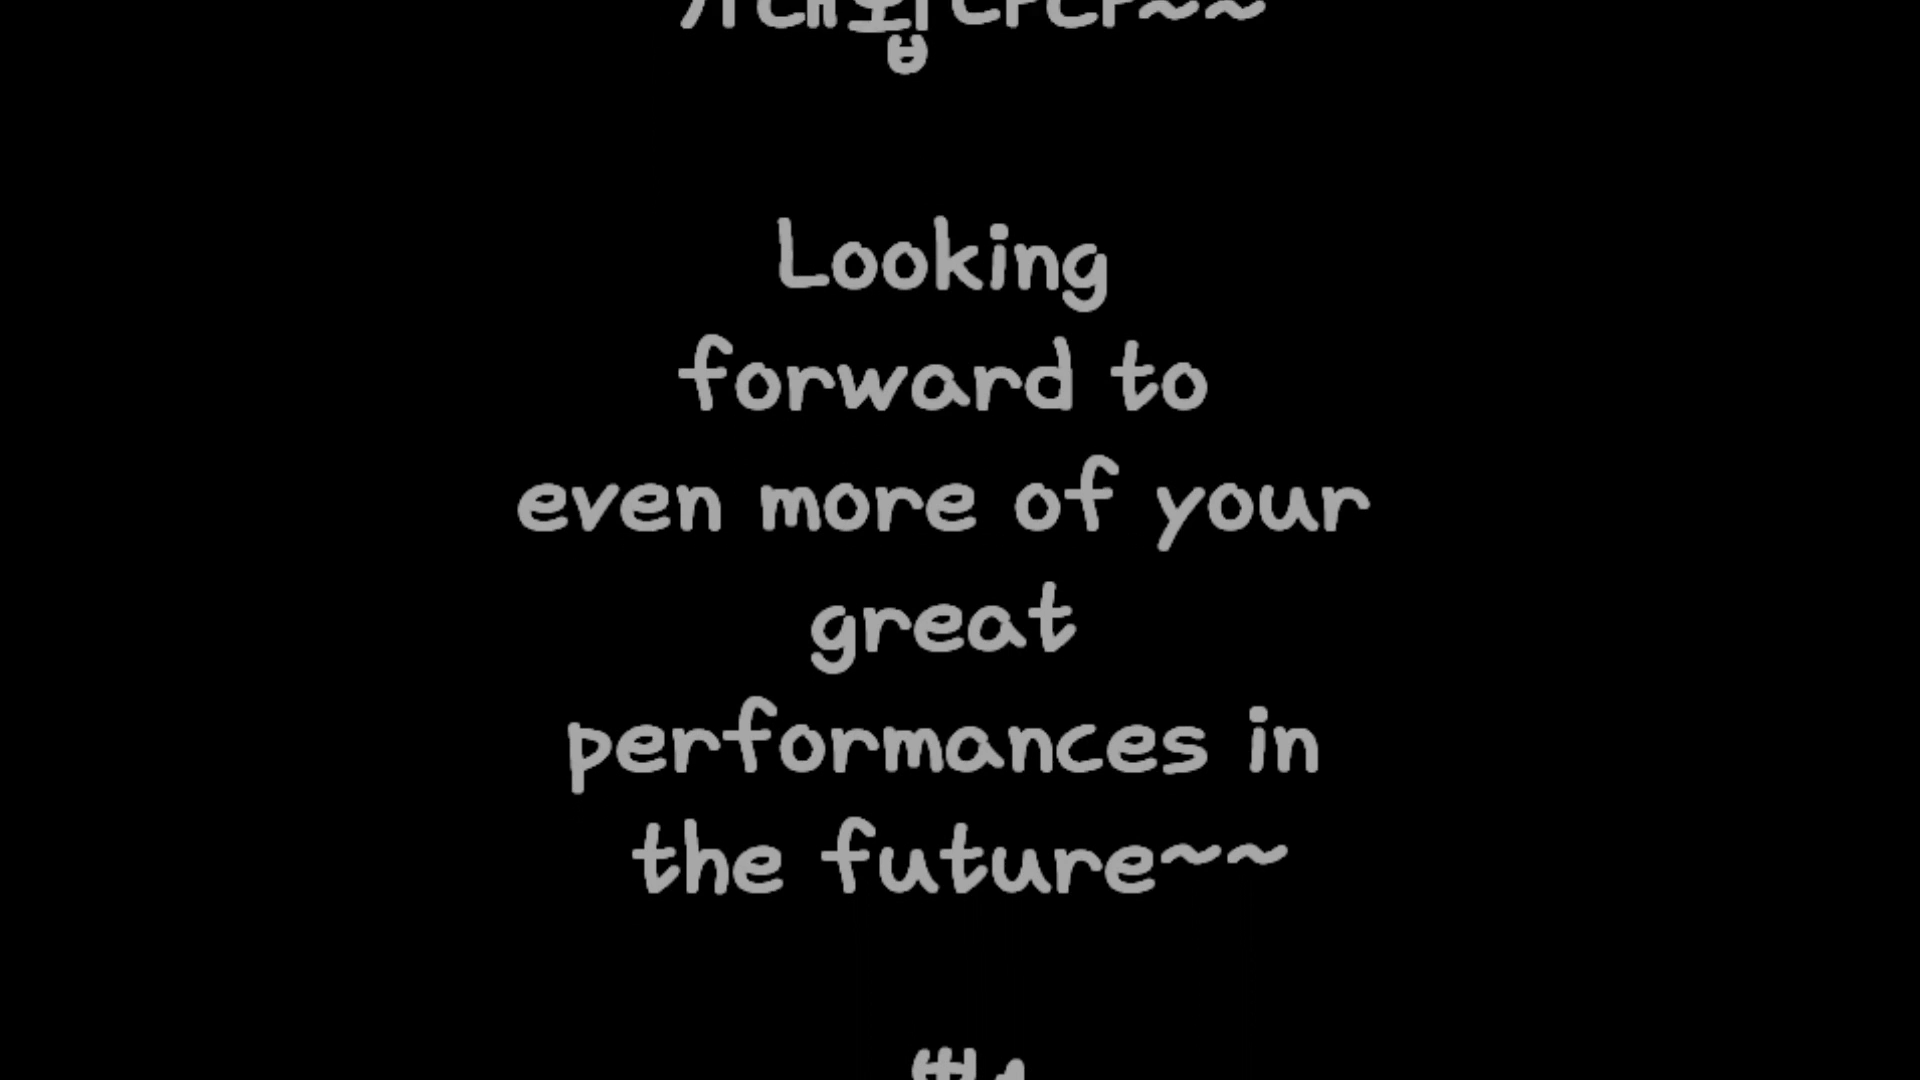 Looking
forward to
even more of your
great
performances in
the future~~